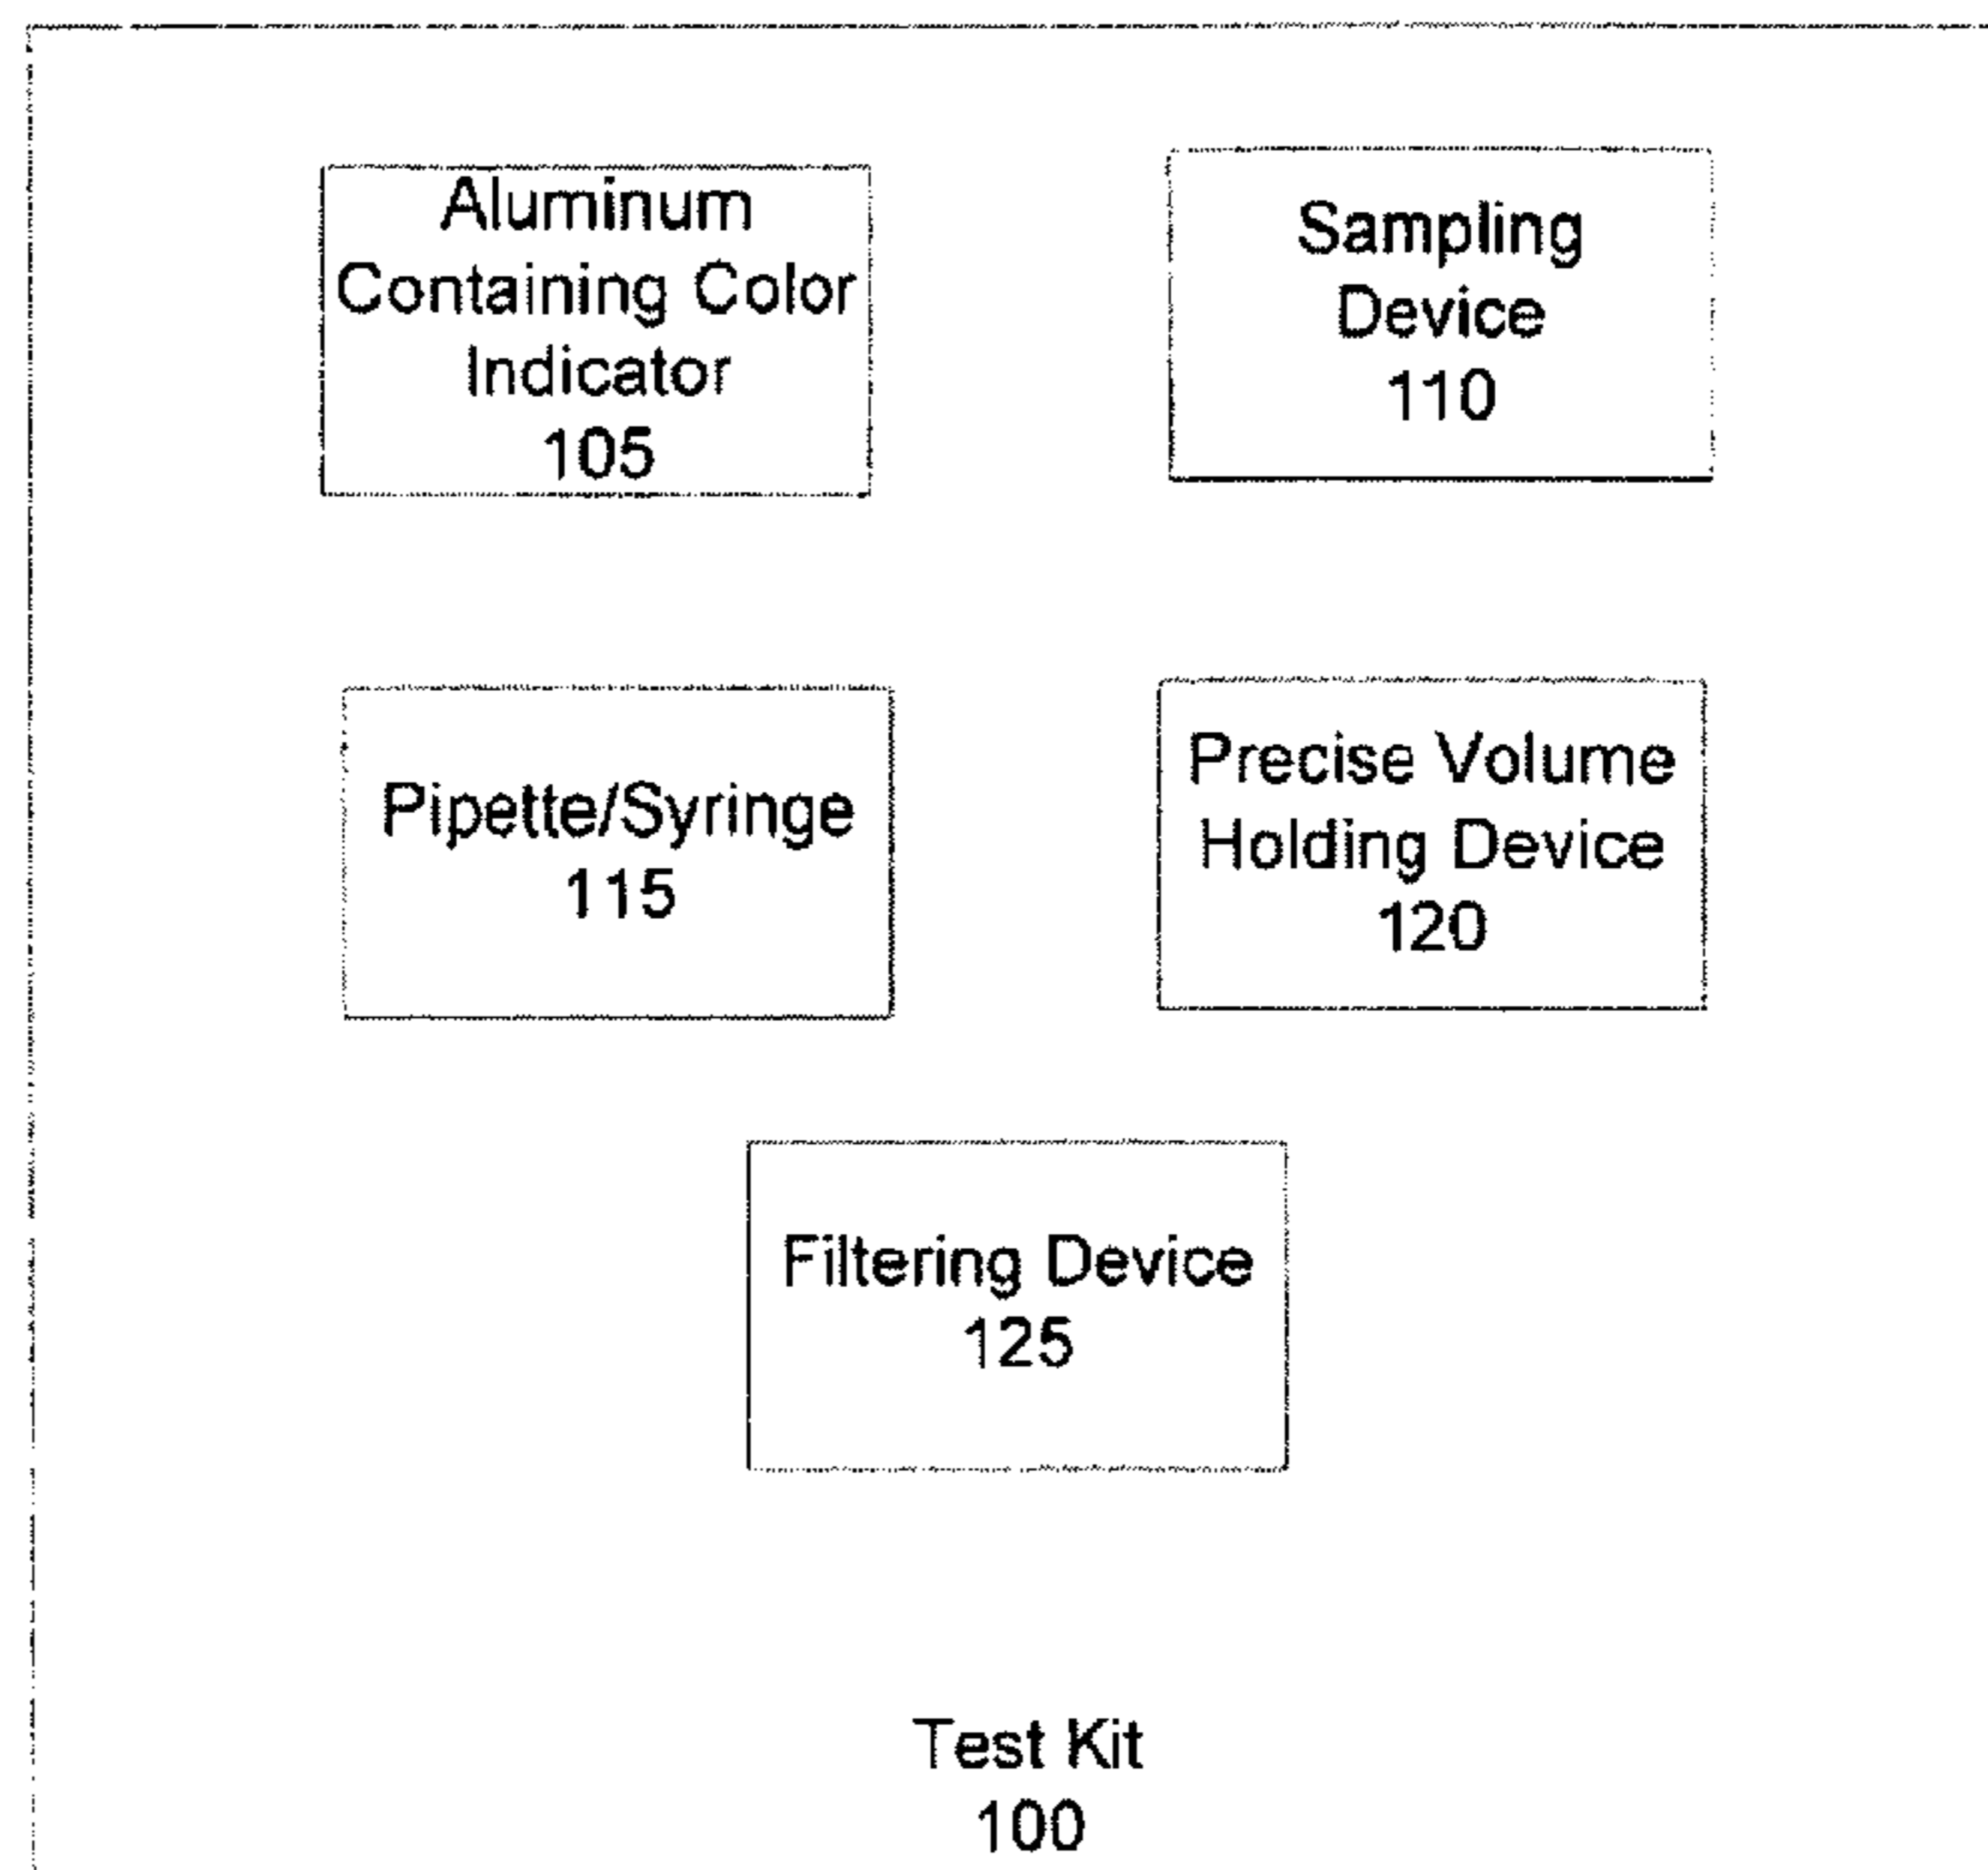 Aluminum
Containing Color
Indicator
105
Sampling
Device
110
Pipette/Syringe
115
Precise Volume
Holding Device
120
Filtering Device
125
Test Kit
100